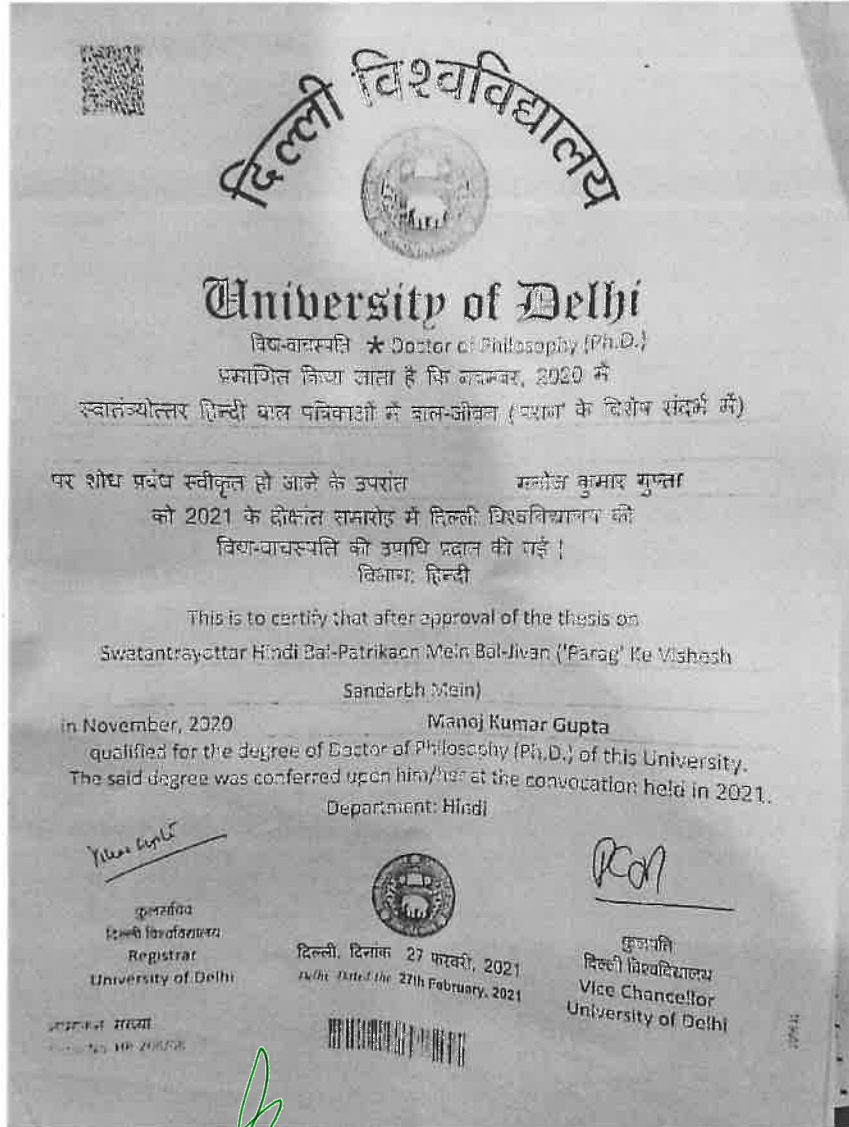 दिल्ली विश्वविद्यालय
University of Delhi
विद्या-वाचस्पति ★ Doctor of Philosophy (Ph.D.)
प्रमाणित किया जाता है कि नवम्बर, 2020 में
स्वातंत्र्योत्तर हिन्दी बाल पत्रिकाओं में बाल-जीवन ('पराग' के विशेष संदर्भ में)
पर शोध प्रबंध स्वीकृत हो जाने के उपरांत मनोज कुमार गुप्ता
को 2021 के दीक्षांत समारोह में दिल्ली विश्वविद्यालय की
विद्या-वाचस्पति की उपाधि प्रदान की गई |
विभाग: हिन्दी
This is to certify that after approval of the thesis on
Swatantrayottar Hindi Bal-Patrikaon Mein Bal-Jivan ('Parag' Ke Vishesh
Sandarbh Mein)
in November, 2020 Manoj Kumar Gupta
qualified for the degree of Doctor of Philosophy (Ph.D.) of this University.
The said degree was conferred upon him/her at the convocation held in 2021.
Department: Hindi
Vikas Gupta
कुलसचिव
दिल्ली विश्वविद्यालय
Registrar
University of Delhi
दिल्ली, दिनांक 27 फरवरी, 2021
Delhi Dated the 27th February, 2021
कुलपति
दिल्ली विश्वविद्यालय
Vice Chancellor
University of Delhi
संख्या